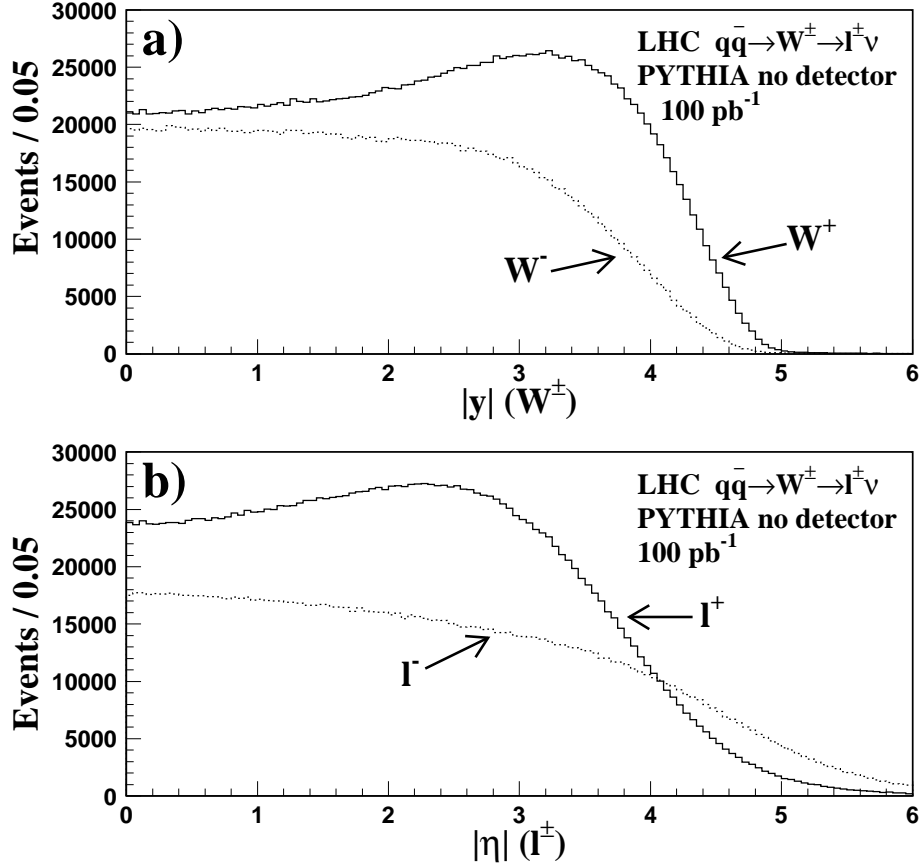 a)
LHC qq̄→W±→l±ν
PYTHIA no detector
100 pb⁻¹
Events / 0.05
30000
25000
20000
15000
10000
5000
0
W⁺
W⁻
0 1 2 3 4 5 6
|y| (W±)
b)
LHC qq̄→W±→l±ν
PYTHIA no detector
100 pb⁻¹
Events / 0.05
30000
25000
20000
15000
10000
5000
0
l⁺
l⁻
0 1 2 3 4 5 6
|η| (l±)